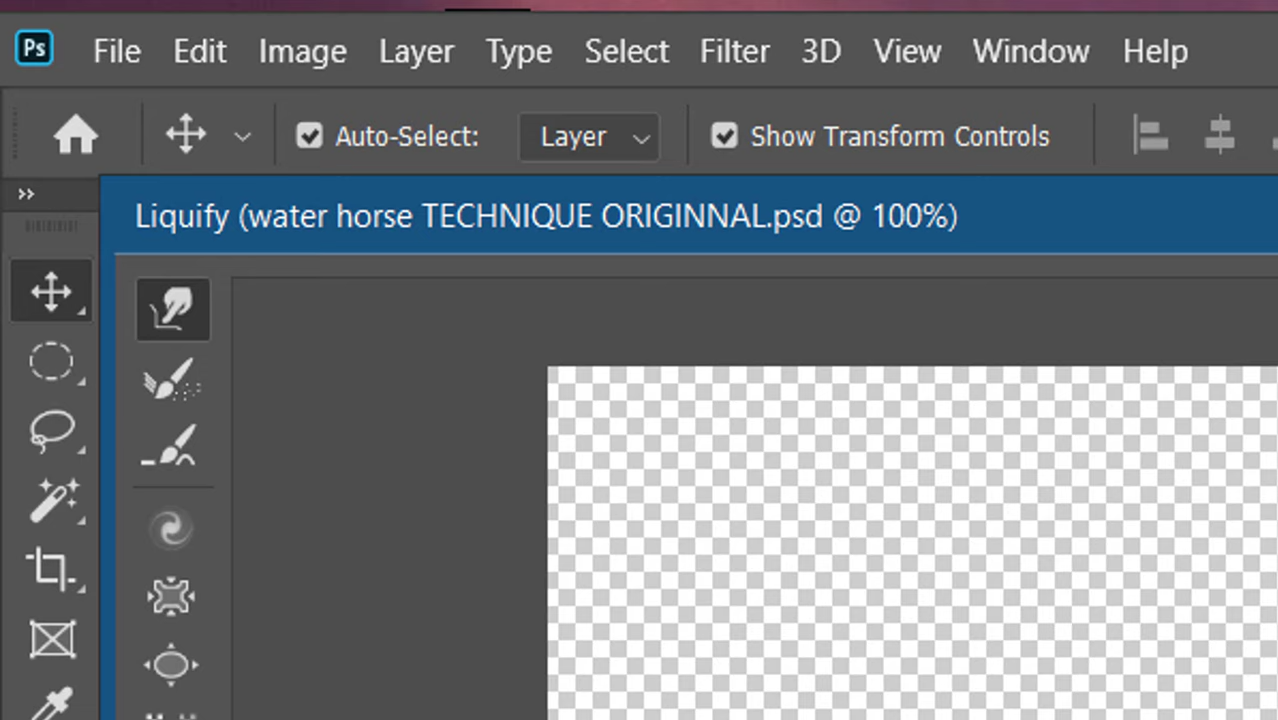 Ps File Edit Image Layer Type Select Filter 3D View Window Help
Auto-Select: Layer Show Transform Controls
Liquify (water horse TECHNIQUE ORIGINNAL.psd @ 100%)